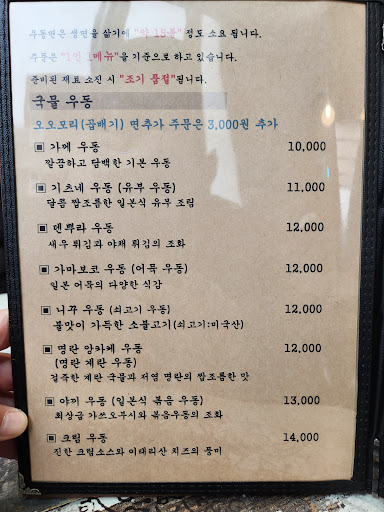 우동면은 생면을 삶기에 "약 15분" 정도 소요 됩니다.
주문은 "1인 1메뉴"을 기준으로 하고 있습니다.
준비된 재료 소진 시 "조기 품절"됩니다.
국물 우동
오오모리(곱배기) 면추가 주문은 3,000원 추가
▣ 가께 우동 10,000
깔끔하고 담백한 기본 우동
▣ 기츠네 우동 (유부 우동) 11,000
달콤 짭조름한 일본식 유부 조림
▣ 덴뿌라 우동 12,000
새우 튀김과 야채 튀김의 조화
▣ 가마보코 우동 (어묵 우동) 12,000
일본 어묵의 다양한 식감
▣ 니꾸 우동 (쇠고기 우동) 12,000
불맛이 가득한 소불고기(쇠고기:미국산)
▣ 명란 앙카케 우동 12,000
(명란 계란 우동)
걸쭉한 계란 국물과 저염 명란의 짭조름한 맛
▣ 야끼 우동 (일본식 볶음 우동) 13,000
최상급 가쓰오부시와 볶음우동의 조화
▣ 크림 우동 14,000
진한 크림소스와 이태리산 치즈의 풍미